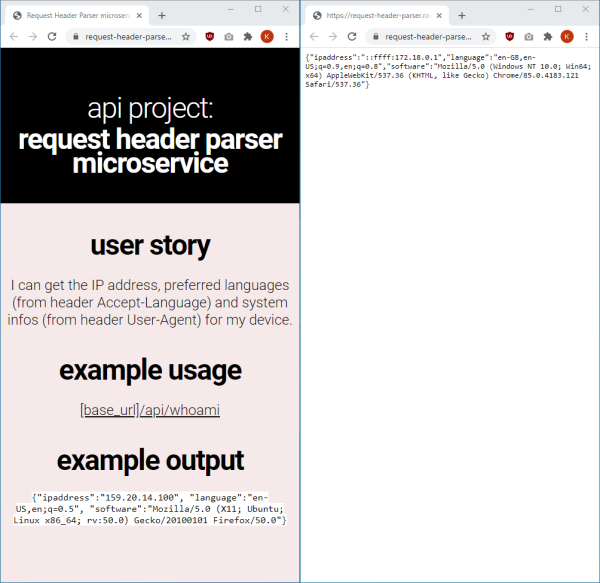 Request Header Parser microserv
request-header-parse...
K
api project:
request header parser
microservice
user story
I can get the IP address, preferred languages
(from header Accept-Language) and system
infos (from header User-Agent) for my device.
example usage
[base_url]/api/whoami
example output
{"ipaddress":"159.20.14.100", "language":"en-
US,en;q=0.5", "software":"Mozilla/5.0 (X11; Ubuntu;
Linux x86_64; rv:50.0) Gecko/20100101 Firefox/50.0"}
https://request-header-parser.ra
request-header-parse...
K
{"ipaddress":"::ffff:172.18.0.1","language":"en-GB,en-
US;q=0.9,en;q=0.8","software":"Mozilla/5.0 (Windows NT 10.0; Win64;
x64) AppleWebKit/537.36 (KHTML, like Gecko) Chrome/85.0.4183.121
Safari/537.36"}